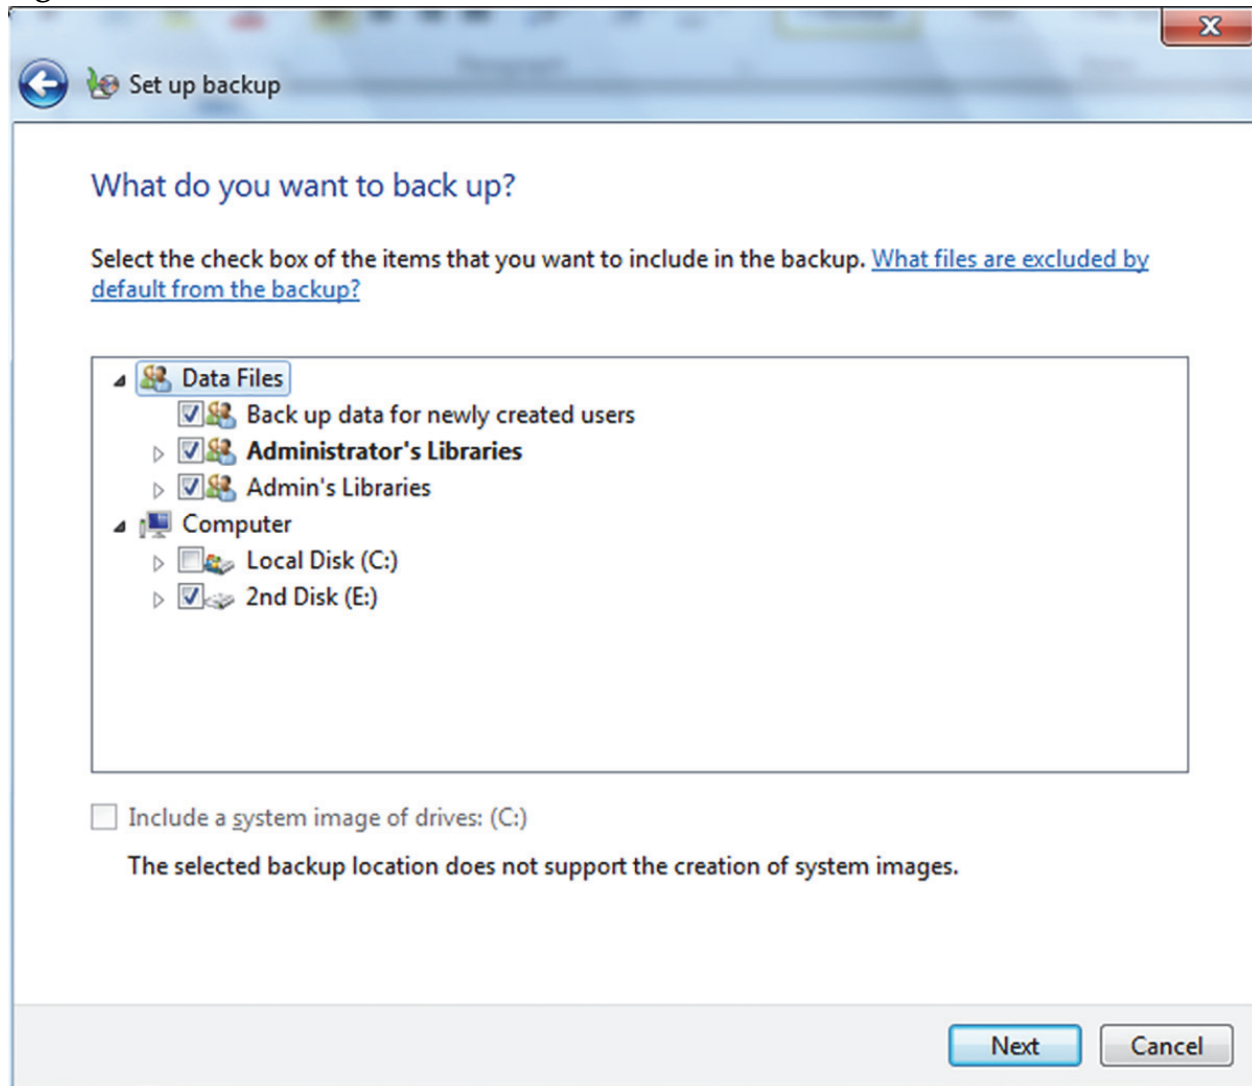 Set up backup
What do you want to back up?
Select the check box of the items that you want to include in the backup. What files are excluded by
default from the backup?
Data Files
Back up data for newly created users
Administrator's Libraries
Admin's Libraries
Computer
Local Disk (C:)
2nd Disk (E:)
Include a system image of drives: (C:)
The selected backup location does not support the creation of system images.
Next Cancel